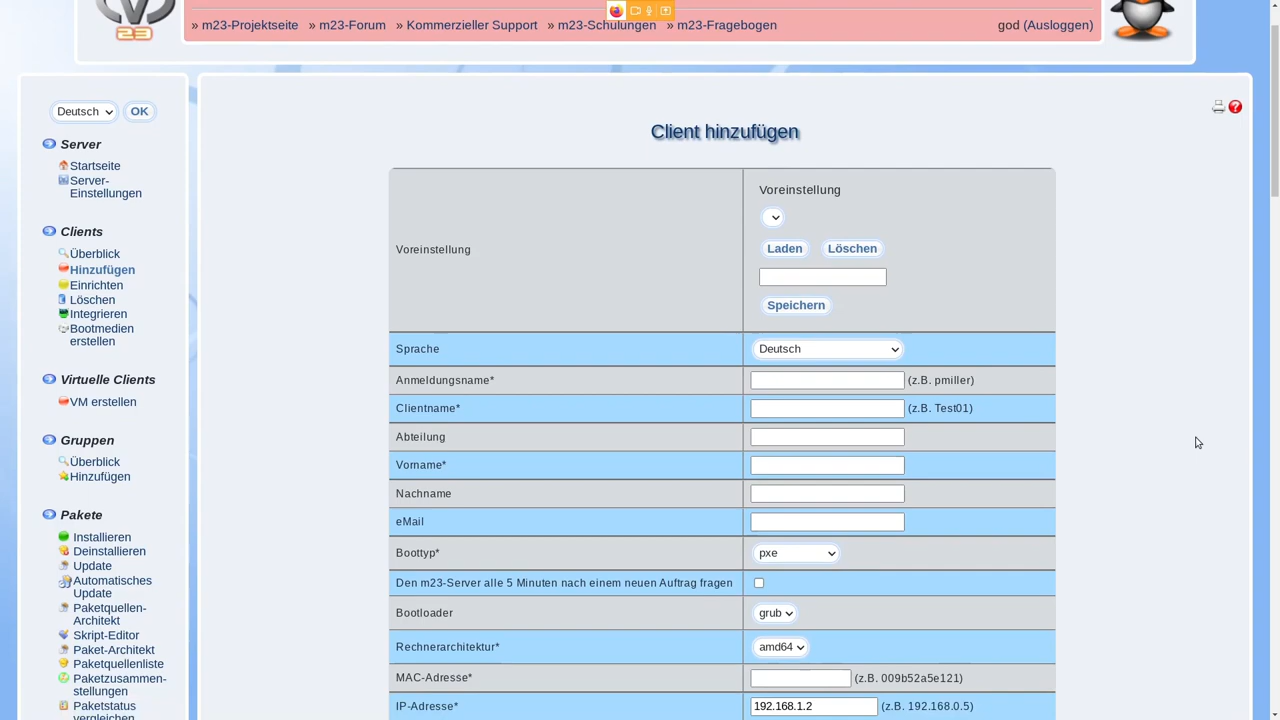 23
» m23-Projektseite » m23-Forum » Kommerzieller Support » m23-Schulungen » m23-Fragebogen god (Ausloggen)
Deutsch OK
Server
Startseite
Server-
Einstellungen
Clients
Überblick
Hinzufügen
Einrichten
Löschen
Integrieren
Bootmedien
erstellen
Virtuelle Clients
VM erstellen
Gruppen
Überblick
Hinzufügen
Pakete
Installieren
Deinstallieren
Update
Automatisches
Update
Paketquellen-
Architekt
Skript-Editor
Paket-Architekt
Paketquellenliste
Paketzusammen-
stellungen
Paketstatus
vergleichen
Client hinzufügen
Voreinstellung
Voreinstellung
Laden Löschen
Speichern
Sprache Deutsch
Anmeldungsname* (z.B. pmiller)
Clientname* (z.B. Test01)
Abteilung
Vorname*
Nachname
eMail
Boottyp* pxe
Den m23-Server alle 5 Minuten nach einem neuen Auftrag fragen
Bootloader grub
Rechnerarchitektur* amd64
MAC-Adresse* (z.B. 009b52a5e121)
IP-Adresse* 192.168.1.2 (z.B. 192.168.0.5)